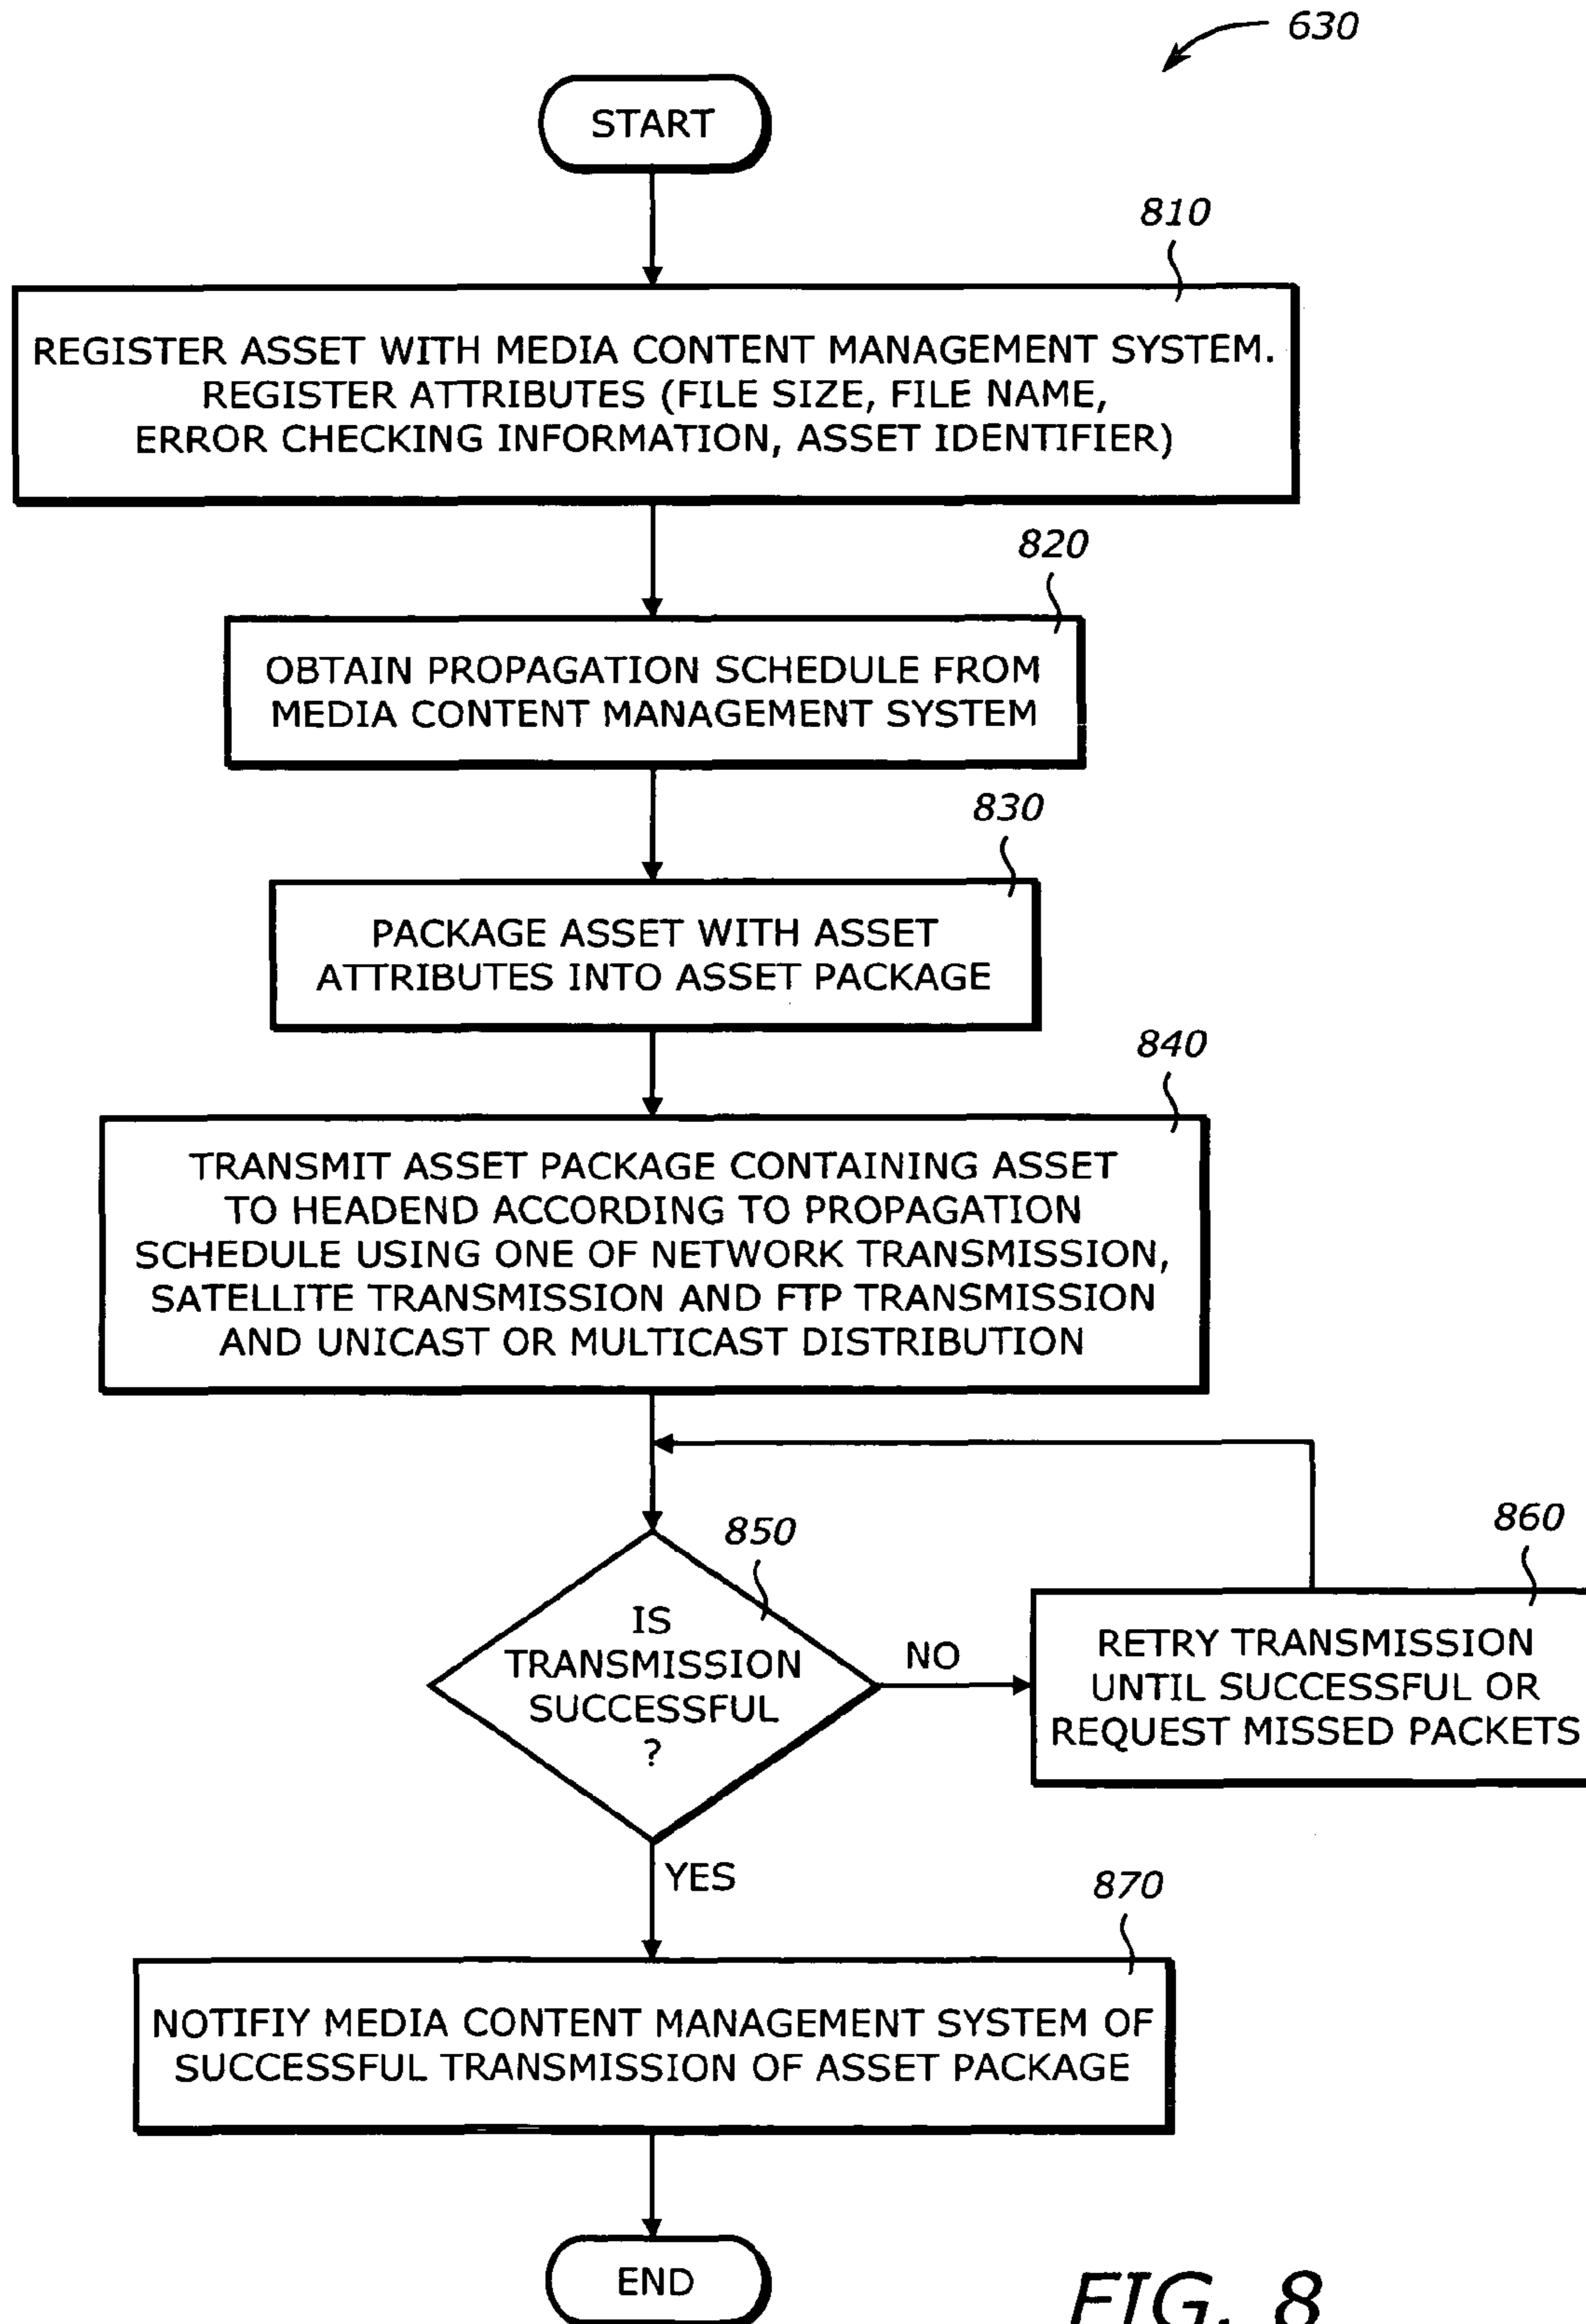 630
START
810
REGISTER ASSET WITH MEDIA CONTENT MANAGEMENT SYSTEM.
REGISTER ATTRIBUTES (FILE SIZE, FILE NAME,
ERROR CHECKING INFORMATION, ASSET IDENTIFIER)
820
OBTAIN PROPAGATION SCHEDULE FROM
MEDIA CONTENT MANAGEMENT SYSTEM
830
PACKAGE ASSET WITH ASSET
ATTRIBUTES INTO ASSET PACKAGE
840
TRANSMIT ASSET PACKAGE CONTAINING ASSET
TO HEADEND ACCORDING TO PROPAGATION
SCHEDULE USING ONE OF NETWORK TRANSMISSION,
SATELLITE TRANSMISSION AND FTP TRANSMISSION
AND UNICAST OR MULTICAST DISTRIBUTION
850
IS
TRANSMISSION
SUCCESSFUL
?
NO
860
RETRY TRANSMISSION
UNTIL SUCCESSFUL OR
REQUEST MISSED PACKETS
YES
870
NOTIFIY MEDIA CONTENT MANAGEMENT SYSTEM OF
SUCCESSFUL TRANSMISSION OF ASSET PACKAGE
END
FIG. 8